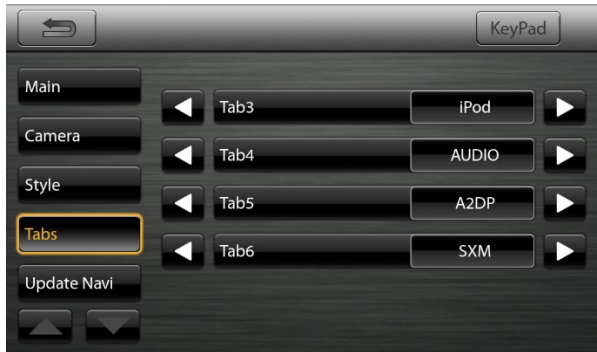 KeyPad
Main
Camera
Style
Tabs
Update Navi
Tab3 iPod
Tab4 AUDIO
Tab5 A2DP
Tab6 SXM